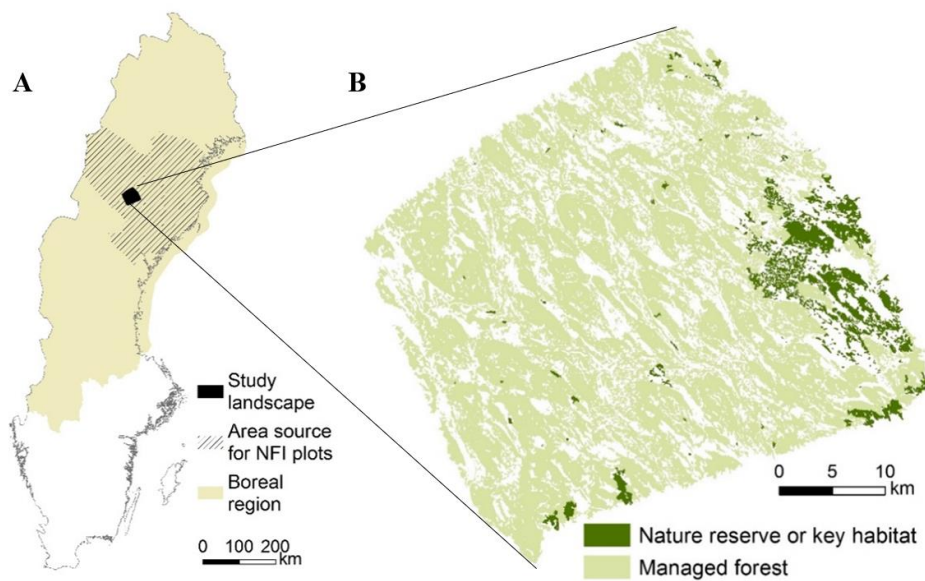 A
B
Study
landscape
Area source
for NFI plots
Boreal
region
0 100 200
km
0 5 10
km
Nature reserve or key habitat
Managed forest